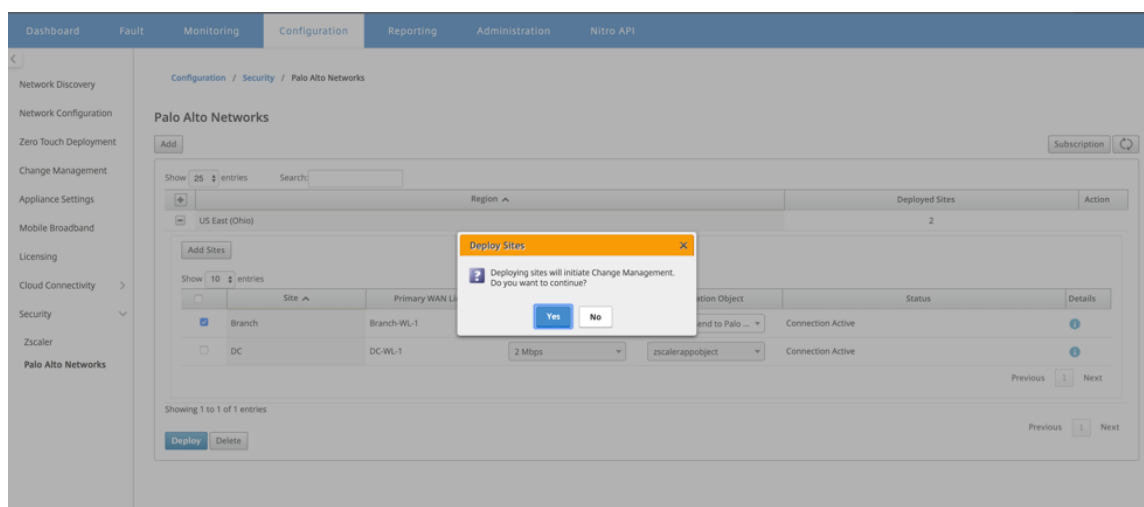 Dashboard Fault Monitoring Configuration Reporting Administration Nitro API
Configuration / Security / Palo Alto Networks
Network Discovery
Network Configuration
Zero Touch Deployment
Change Management
Appliance Settings
Mobile Broadband
Licensing
Cloud Connectivity
Security
Zscaler
Palo Alto Networks
Palo Alto Networks
Add Subscription
Show 25 entries Search:
Region Deployed Sites Action
US East (Ohio) 2
Add Sites
Show 10 entries
Site Primary WAN Object Status Details
Branch Branch-WL-1 end to Palo ... Connection Active
DC DC-WL-1 2 Mbps zscalerappobject Connection Active
Previous 1 Next
Showing 1 to 1 of 1 entries
Previous 1 Next
Deploy Delete
Deploy Sites
Deploying sites will initiate Change Management.
Do you want to continue?
Yes No